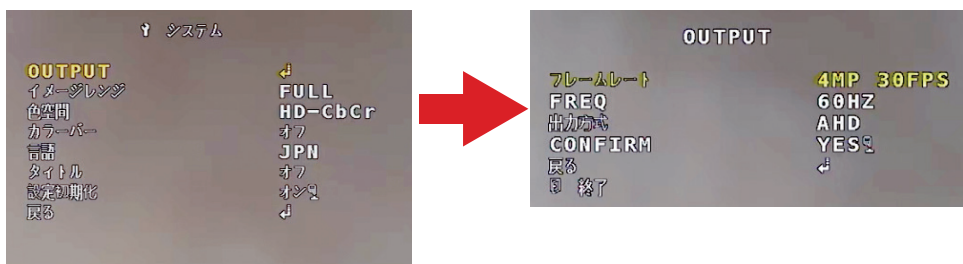 システム
OUTPUT
イメージレンジ FULL
色空間 HD-CbCr
カラーバー オフ
言語 JPN
タイトル オフ
設定初期化 オン
戻る
OUTPUT
フレームレート 4MP 30FPS
FREQ 60HZ
出力方式 AHD
CONFIRM YES
戻る
終了